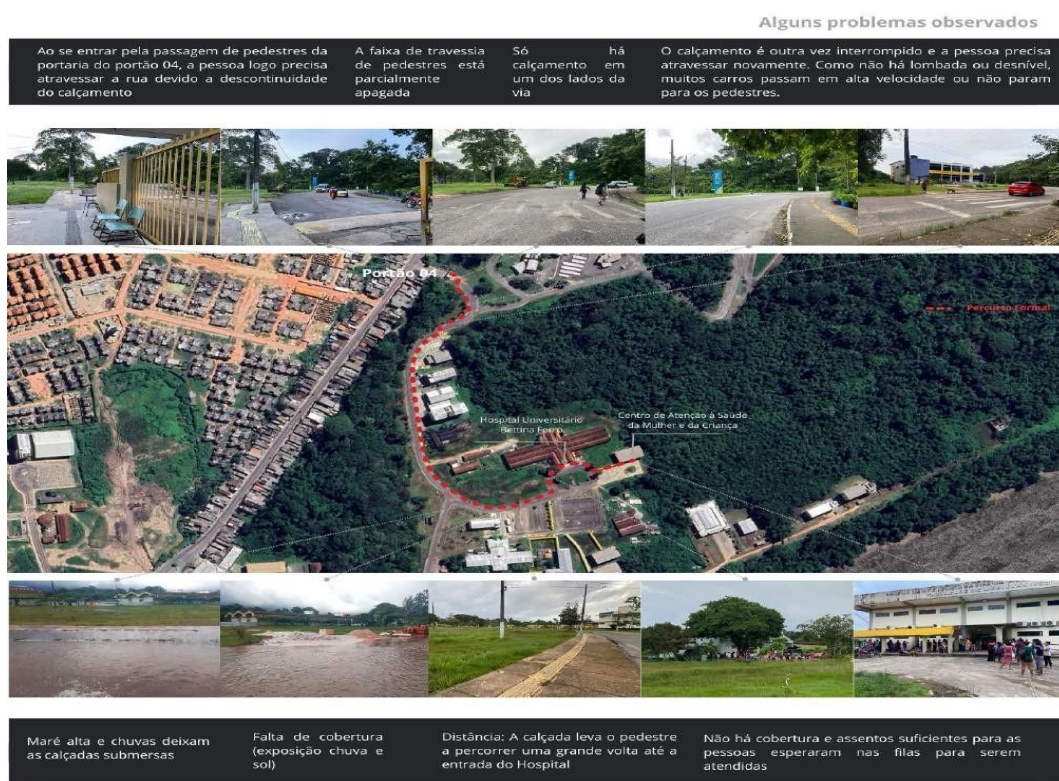 Alguns problemas observados
Ao se entrar pela passagem de pedestres da
portaria do portão 04, a pessoa logo precisa
atravessar a rua devido a descontinuidade
do calçamento
A faixa de travessia
de pedestres está
parcialmente
apagada
Só há
calçamento em
um dos lados da
via
O calçamento é outra vez interrompido e a pessoa precisa
atravessar novamente. Como não há lombada ou desnível,
muitos carros passam em alta velocidade ou não param
para os pedestres.
Portão 04
Percurso Formal
Hospital Universitário
Bettina Ferro
Centro de Atenção à Saúde
da Mulher e da Criança
Maré alta e chuvas deixam
as calçadas submersas
Falta de cobertura
(exposição chuva e
sol)
Distância: A calçada leva o pedestre
a percorrer uma grande volta até a
entrada do Hospital
Não há cobertura e assentos suficientes para as
pessoas esperaram nas filas para serem
atendidas